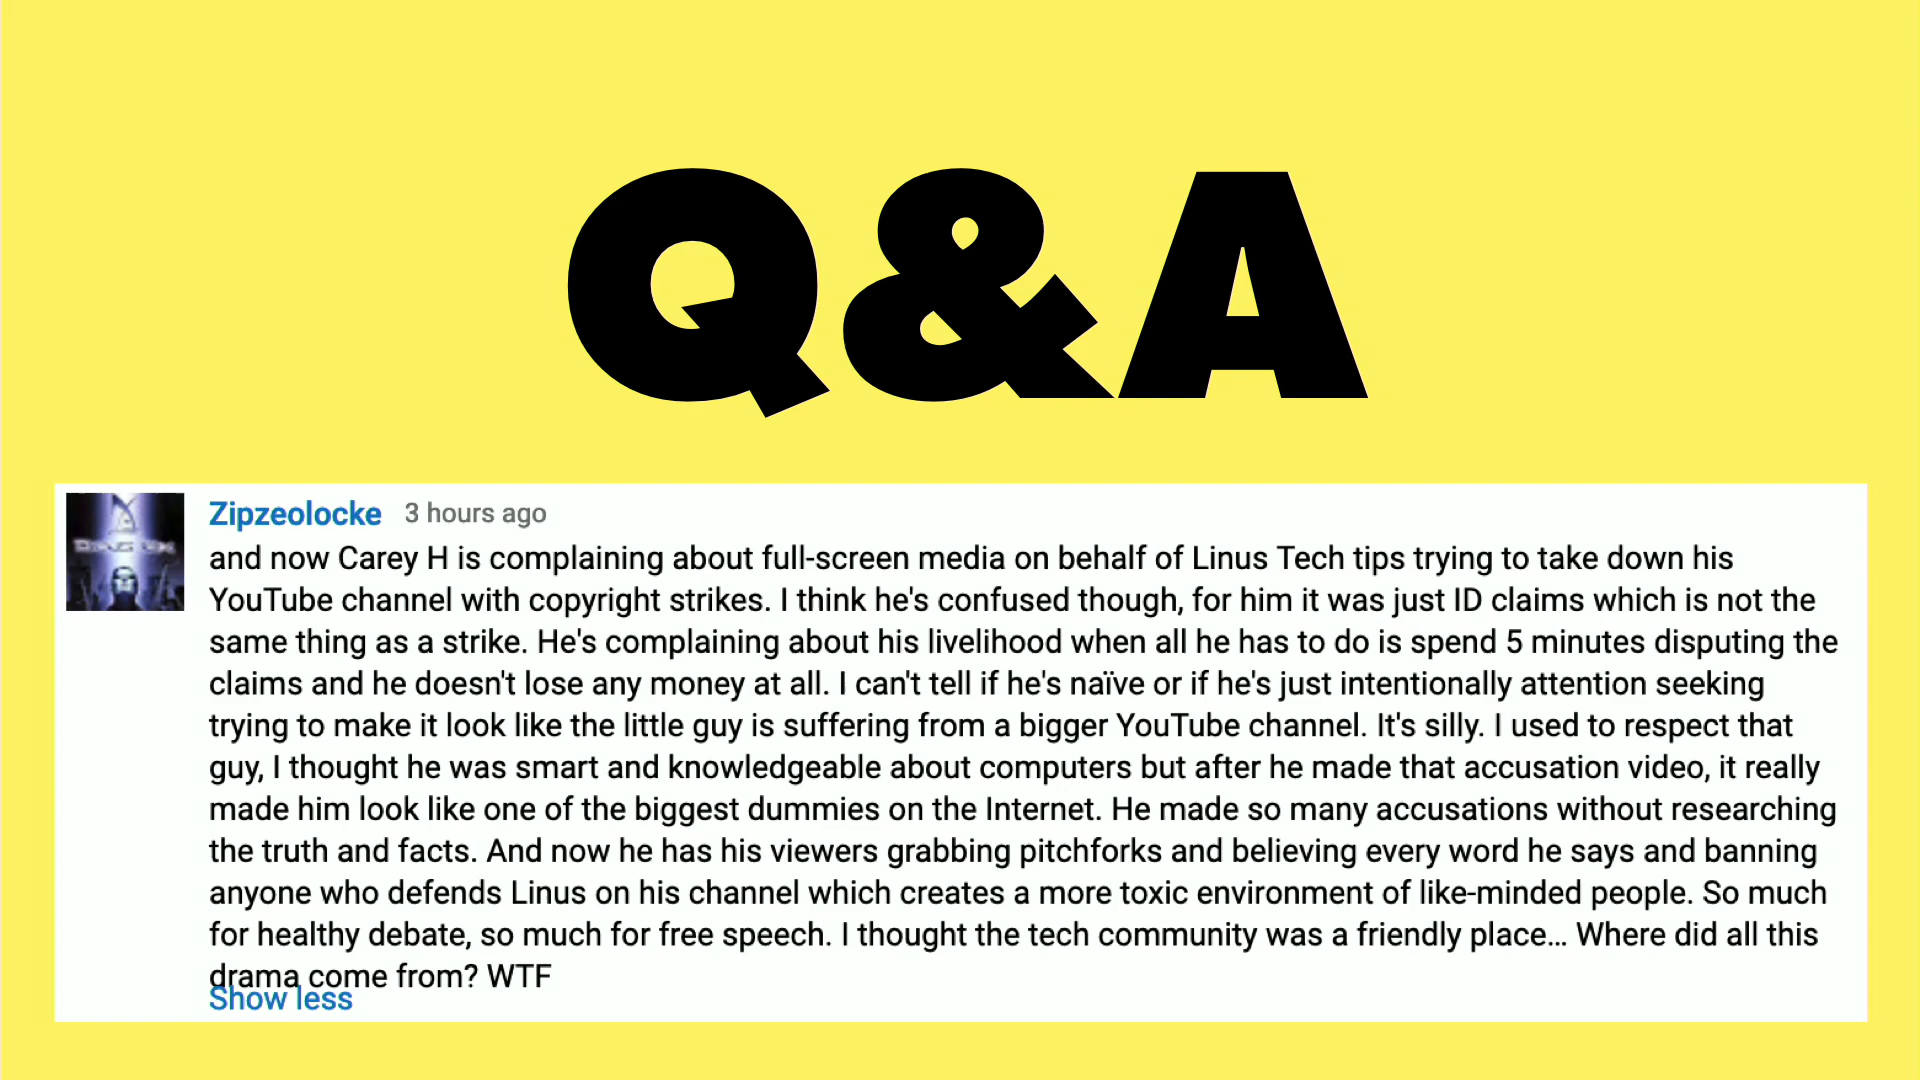 Q&A
Zipzeolocke 3 hours ago
and now Carey H is complaining about full-screen media on behalf of Linus Tech tips trying to take down his
YouTube channel with copyright strikes. I think he's confused though, for him it was just ID claims which is not the
same thing as a strike. He's complaining about his livelihood when all he has to do is spend 5 minutes disputing the
claims and he doesn't lose any money at all. I can't tell if he's naïve or if he's just intentionally attention seeking
trying to make it look like the little guy is suffering from a bigger YouTube channel. It's silly. I used to respect that
guy, I thought he was smart and knowledgeable about computers but after he made that accusation video, it really
made him look like one of the biggest dummies on the Internet. He made so many accusations without researching
the truth and facts. And now he has his viewers grabbing pitchforks and believing every word he says and banning
anyone who defends Linus on his channel which creates a more toxic environment of like-minded people. So much
for healthy debate, so much for free speech. I thought the tech community was a friendly place... Where did all this
drama come from? WTF
Show less